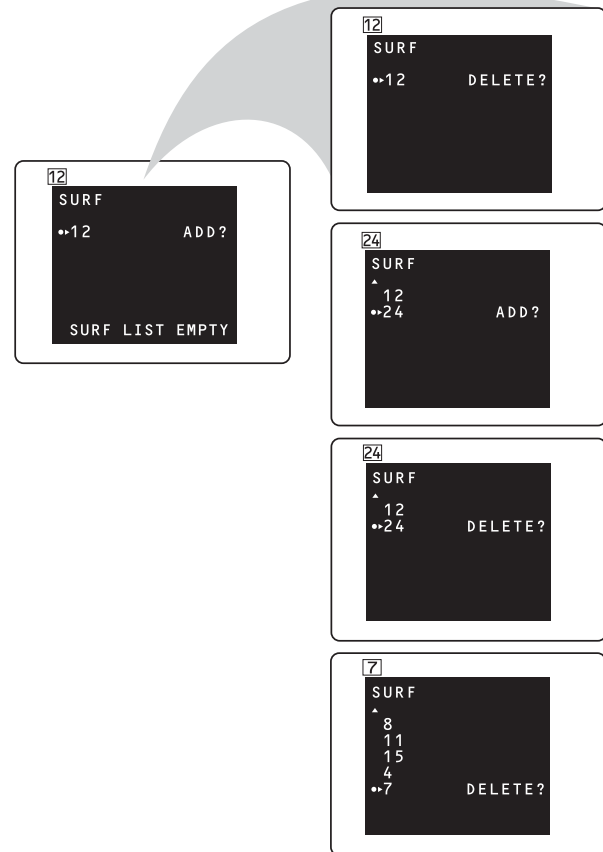 12
SURF
•▸12 ADD?
SURF LIST EMPTY
12
SURF
•▸12 DELETE?
24
SURF
▴
12
•▸24 ADD?
24
SURF
▴
12
•▸24 DELETE?
7
SURF
▴
8
11
15
4
•▸7 DELETE?